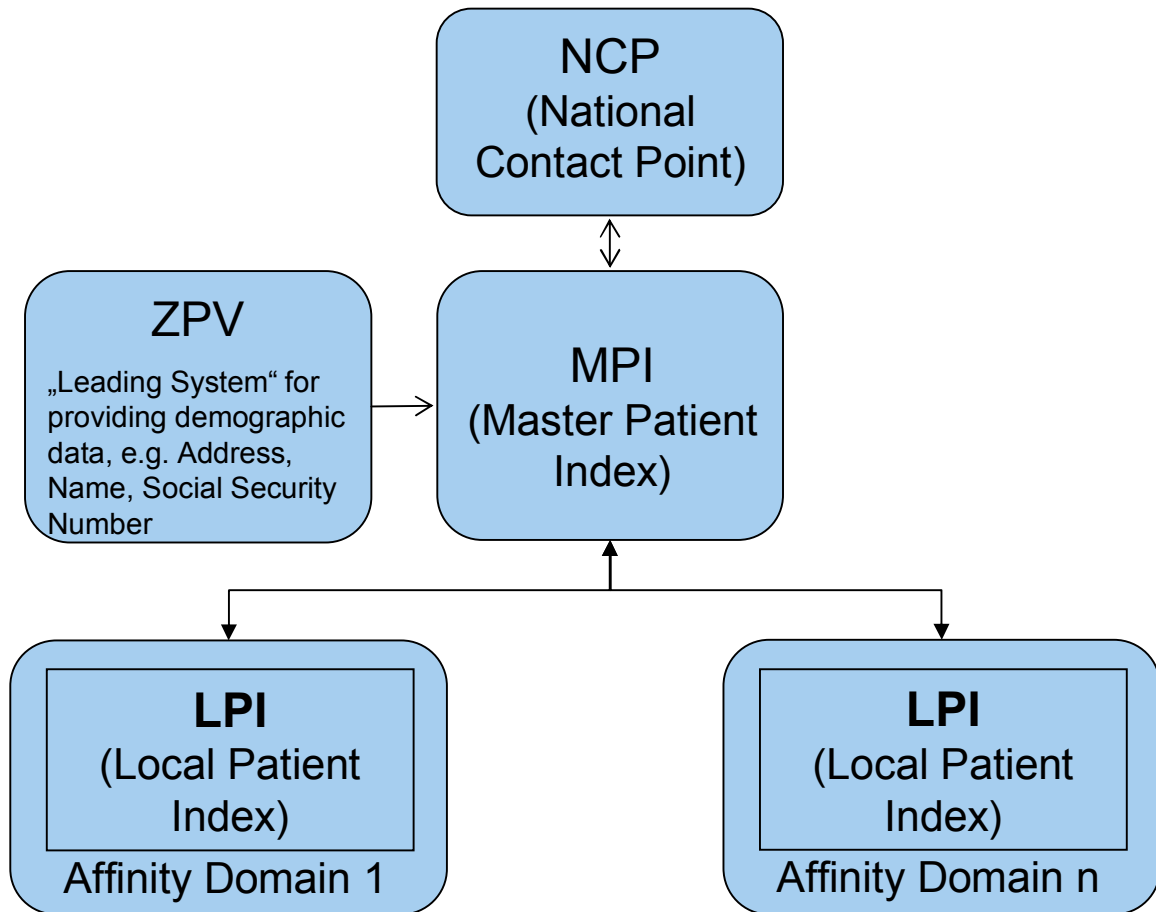 NCP
(National
Contact Point)
ZPV
„Leading System“ for
providing demographic
data, e.g. Address,
Name, Social Security
Number
MPI
(Master Patient
Index)
LPI
(Local Patient
Index)
Affinity Domain 1
LPI
(Local Patient
Index)
Affinity Domain n